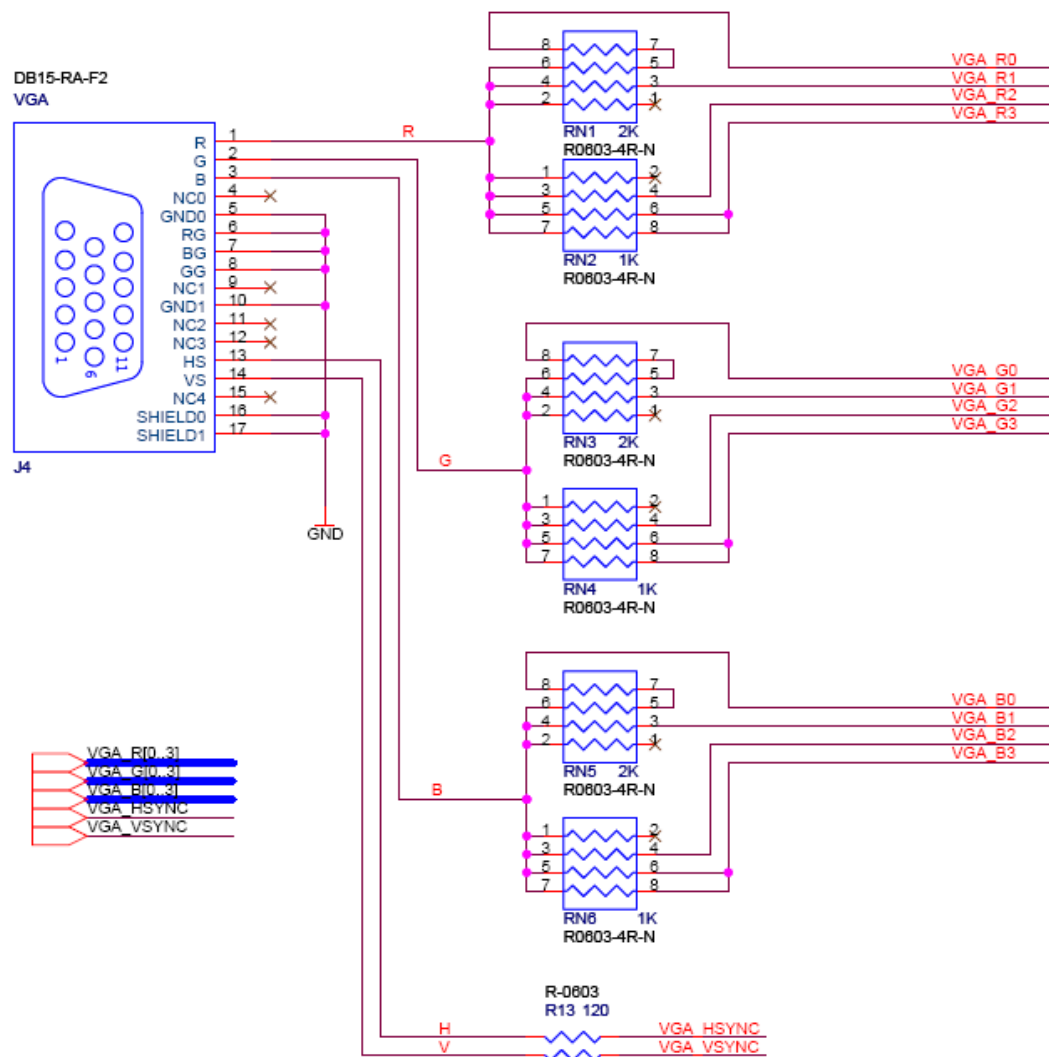 DB15-RA-F2
VGA
R 1
G 2
B 3
NC0 4
GND0 5
RG 6
BG 7
GG 8
NC1 9
GND1 10
NC2 11
NC3 12
HS 13
VS 14
NC4 15
SHIELD0 16
SHIELD1 17
1 6 11
J4
GND
R
8 7
6 5
4 3
2 1
RN1 2K
R0603-4R-N
1 2
3 4
5 6
7 8
RN2 1K
R0603-4R-N
VGA_R0
VGA_R1
VGA_R2
VGA_R3
G
8 7
6 5
4 3
2 1
RN3 2K
R0603-4R-N
1 2
3 4
5 6
7 8
RN4 1K
R0603-4R-N
VGA_G0
VGA_G1
VGA_G2
VGA_G3
B
8 7
6 5
4 3
2 1
RN5 2K
R0603-4R-N
1 2
3 4
5 6
7 8
RN6 1K
R0603-4R-N
VGA_B0
VGA_B1
VGA_B2
VGA_B3
VGA_R[0..3]
VGA_G[0..3]
VGA_B[0..3]
VGA_HSYNC
VGA_VSYNC
R-0603
R13 120
H VGA_HSYNC
V VGA_VSYNC